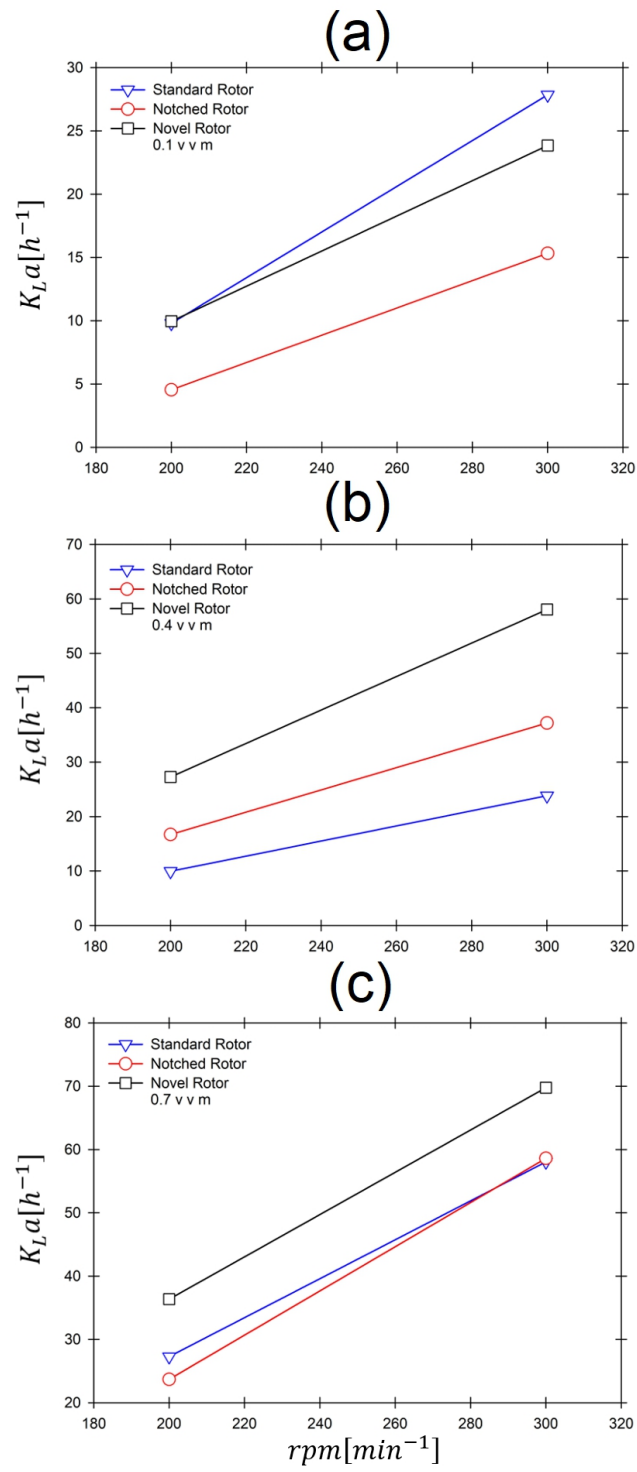 (a)
30
25
20
15
10
5
0
Standard Rotor
Notched Rotor
Novel Rotor
0.1 v v m
K_L a[h^{-1}]
180 200 220 240 260 280 300 320
(b)
70
60
50
40
30
20
10
0
Standard Rotor
Notched Rotor
Novel Rotor
0.4 v v m
K_L a[h^{-1}]
180 200 220 240 260 280 300 320
(c)
80
70
60
50
40
30
20
Standard Rotor
Notched Rotor
Novel Rotor
0.7 v v m
K_L a[h^{-1}]
180 200 220 240 260 280 300 320
rpm[min^{-1}]